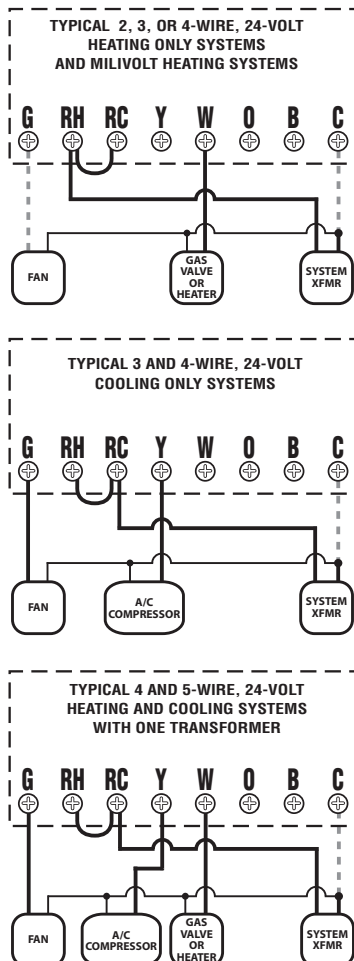 TYPICAL 2, 3, OR 4-WIRE, 24-VOLT
HEATING ONLY SYSTEMS
AND MILIVOLT HEATING SYSTEMS
G RH RC Y W O B C
FAN
GAS
VALVE
OR
HEATER
SYSTEM
XFMR
TYPICAL 3 AND 4-WIRE, 24-VOLT
COOLING ONLY SYSTEMS
G RH RC Y W O B C
FAN
A/C
COMPRESSOR
SYSTEM
XFMR
TYPICAL 4 AND 5-WIRE, 24-VOLT
HEATING AND COOLING SYSTEMS
WITH ONE TRANSFORMER
G RH RC Y W O B C
FAN
A/C
COMPRESSOR
GAS
VALVE
OR
HEATER
SYSTEM
XFMR